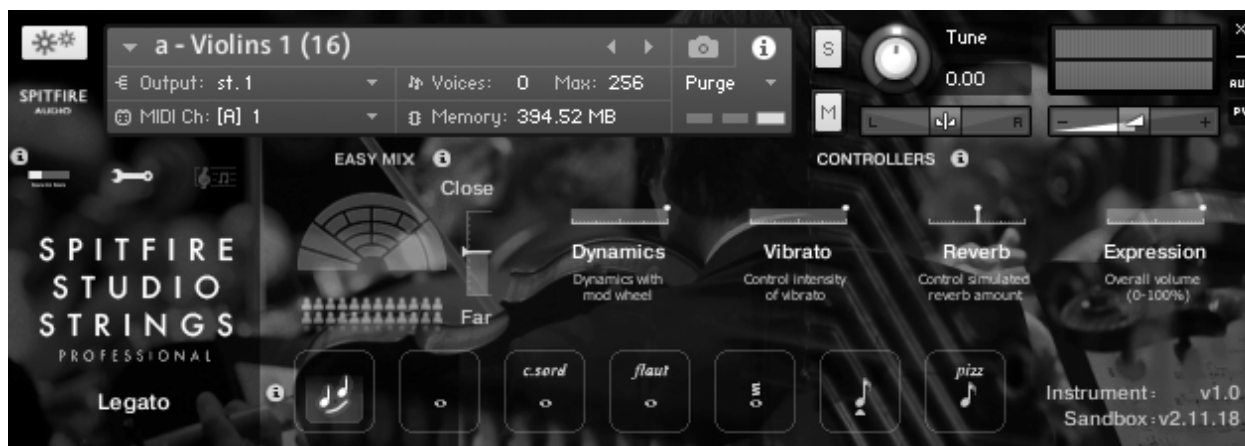 a - Violins 1 (16)
Output: st. 1
Voices: 0 Max: 256
Purge
MIDI Ch: [A] 1
Memory: 394.52 MB
S
M
Tune
0.00
L R
- +
AU
PV
SPITFIRE
AUDIO
EASY MIX
Close
Far
CONTROLLERS
Dynamics
Dynamics with
mod wheel
Vibrato
Control intensity
of vibrato
Reverb
Control simulated
reverb amount
Expression
Overall volume
(0-100%)
SPITFIRE
STUDIO
STRINGS
PROFESSIONAL
Legato
c.sord
flaut
pizz
Instrument: v1.0
Sandbox: v2.11.18